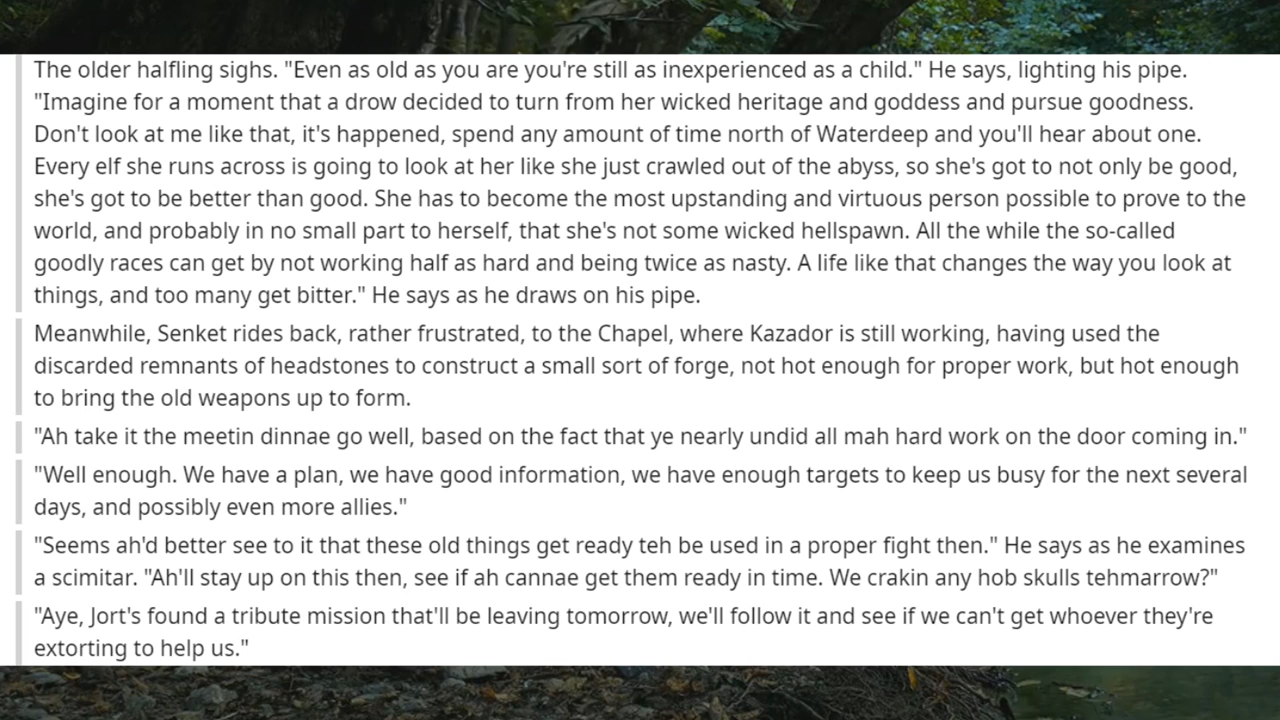 The older halfling sighs. "Even as old as you are you're still as inexperienced as a child." He says, lighting his pipe.
"Imagine for a moment that a drow decided to turn from her wicked heritage and goddess and pursue goodness.
Don't look at me like that, it's happened, spend any amount of time north of Waterdeep and you'll hear about one.
Every elf she runs across is going to look at her like she just crawled out of the abyss, so she's got to not only be good,
she's got to be better than good. She has to become the most upstanding and virtuous person possible to prove to the
world, and probably in no small part to herself, that she's not some wicked hellspawn. All the while the so-called
goodly races can get by not working half as hard and being twice as nasty. A life like that changes the way you look at
things, and too many get bitter." He says as he draws on his pipe.
Meanwhile, Senket rides back, rather frustrated, to the Chapel, where Kazador is still working, having used the
discarded remnants of headstones to construct a small sort of forge, not hot enough for proper work, but hot enough
to bring the old weapons up to form.
"Ah take it the meetin dinnae go well, based on the fact that ye nearly undid all mah hard work on the door coming in."
"Well enough. We have a plan, we have good information, we have enough targets to keep us busy for the next several
days, and possibly even more allies."
"Seems ah'd better see to it that these old things get ready teh be used in a proper fight then." He says as he examines
a scimitar. "Ah'll stay up on this then, see if ah cannae get them ready in time. We crakin any hob skulls tehmarrow?"
"Aye, Jort's found a tribute mission that'll be leaving tomorrow, we'll follow it and see if we can't get whoever they're
extorting to help us."